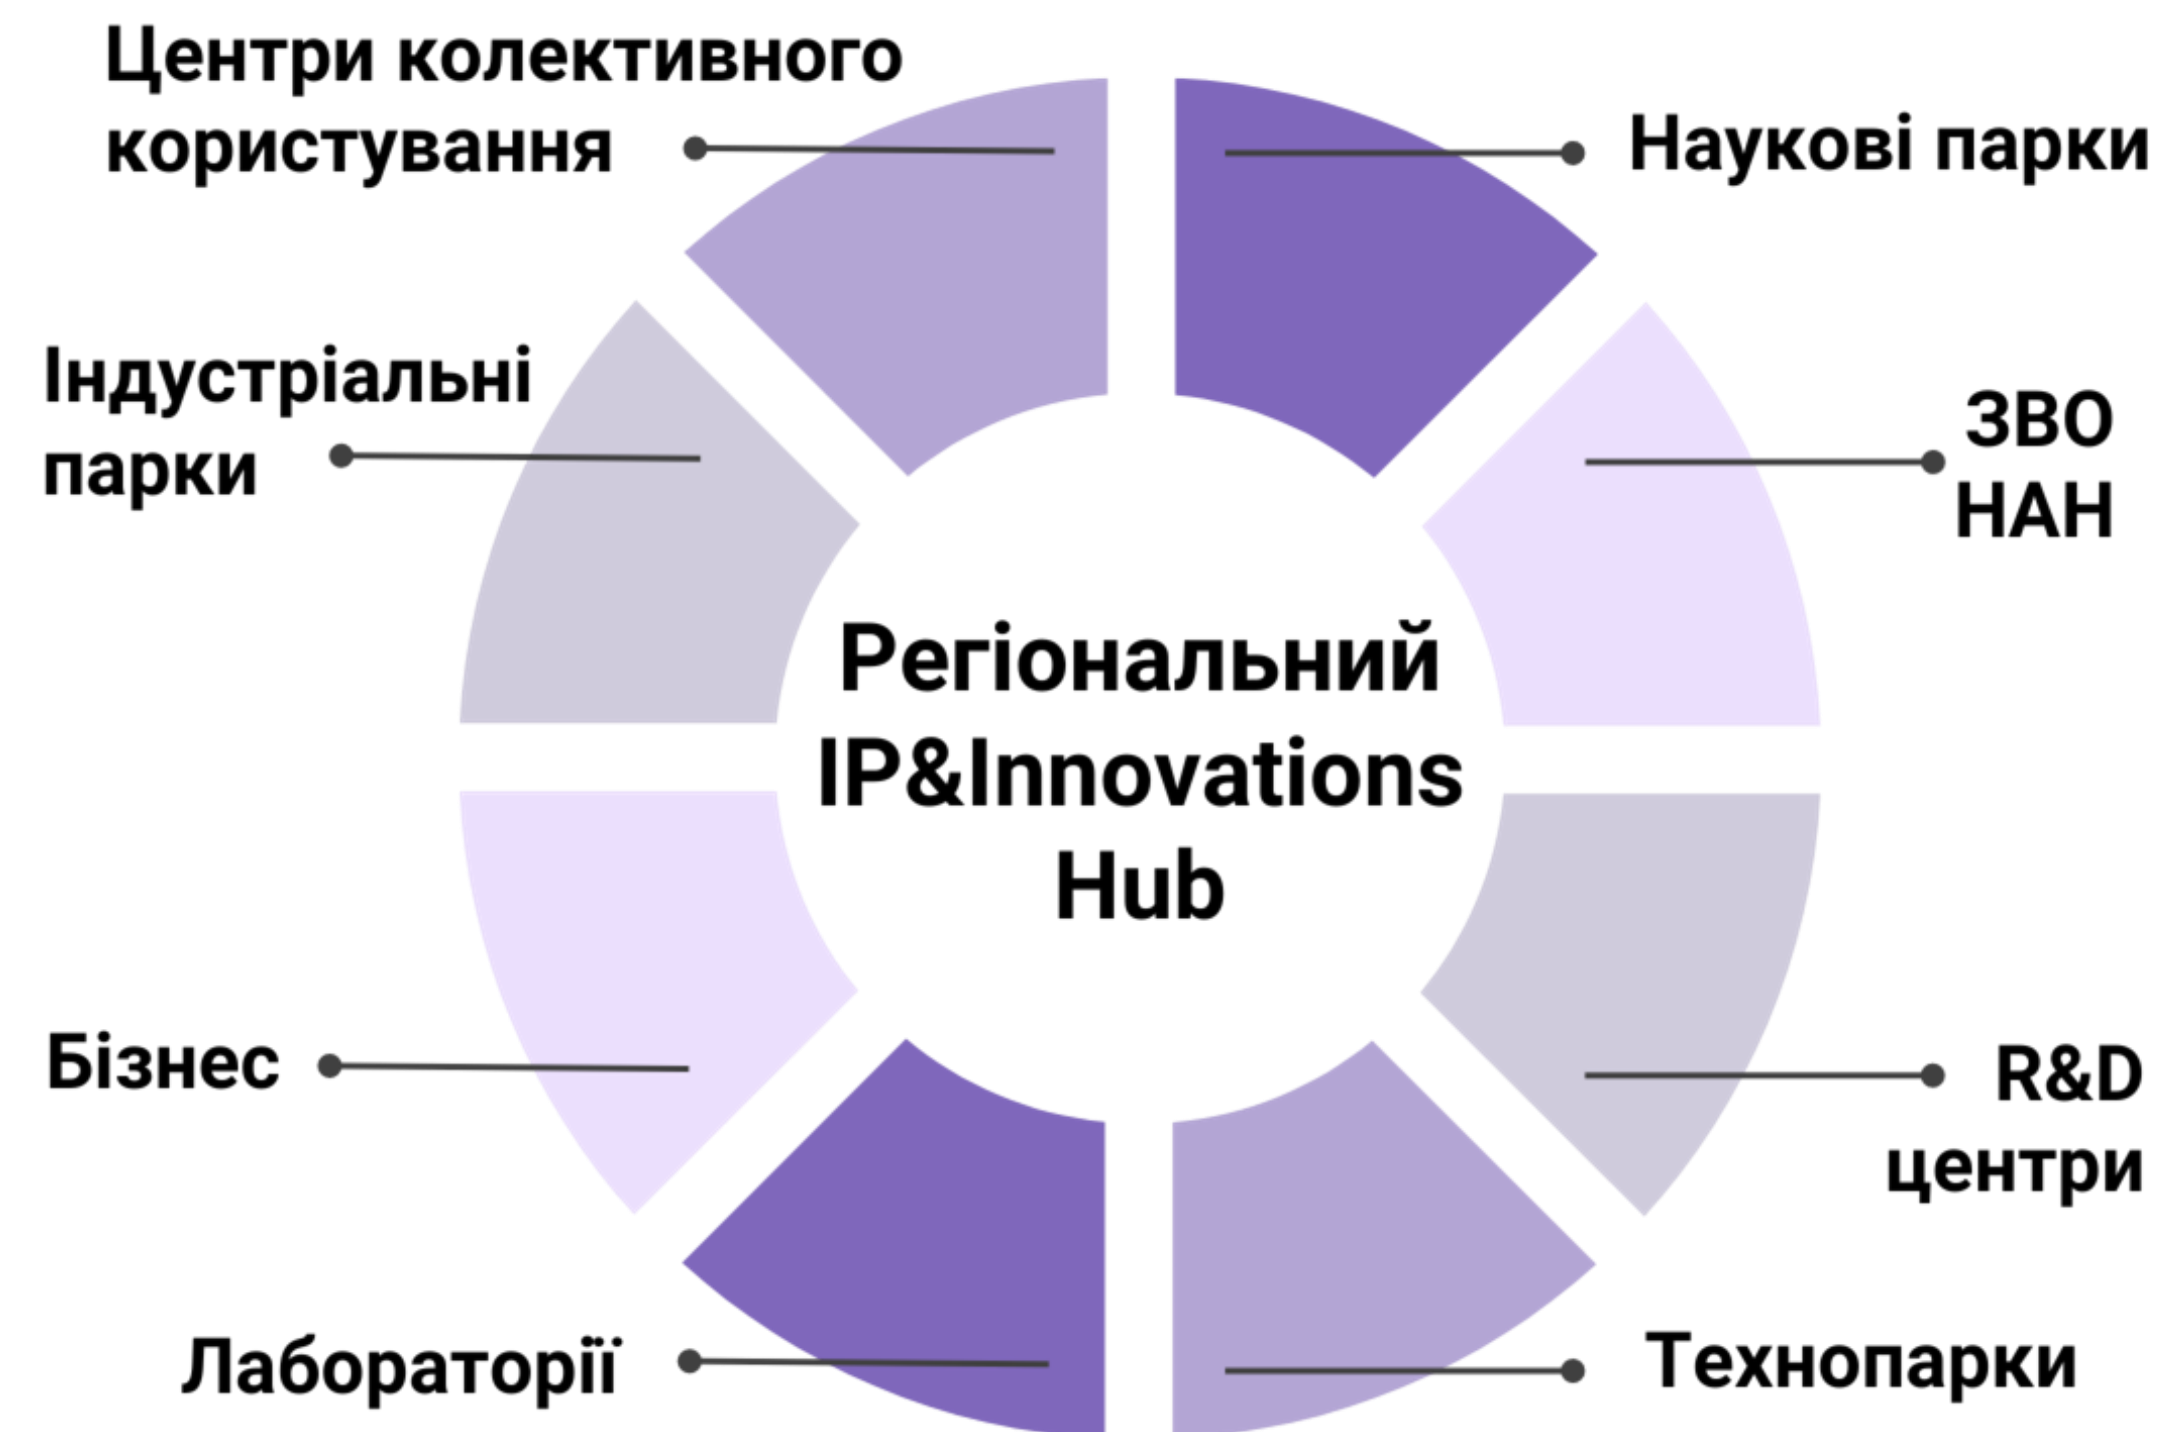 Центри колективного
користування
Наукові парки
Індустріальні
парки
ЗВО
НАН
Регіональний
IP&Innovations
Hub
Бізнес
R&D
центри
Лабораторії
Технопарки